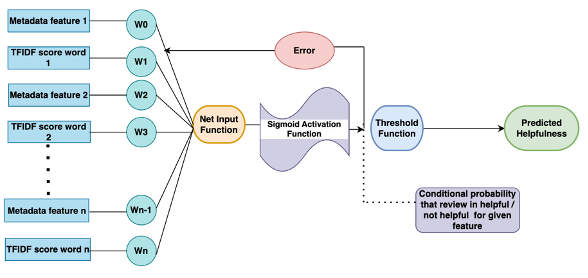 Metadata feature 1
W0
TFIDF score word
1
W1
Metadata feature 2
W2
TFIDF score word
2
W3
Metadata feature n
Wn-1
TFIDF score word n
Wn
Error
Net Input
Function
Sigmoid Activation
Function
Threshold
Function
Predicted
Helpfulness
Conditional probability
that review in helpful /
not helpful for given
feature